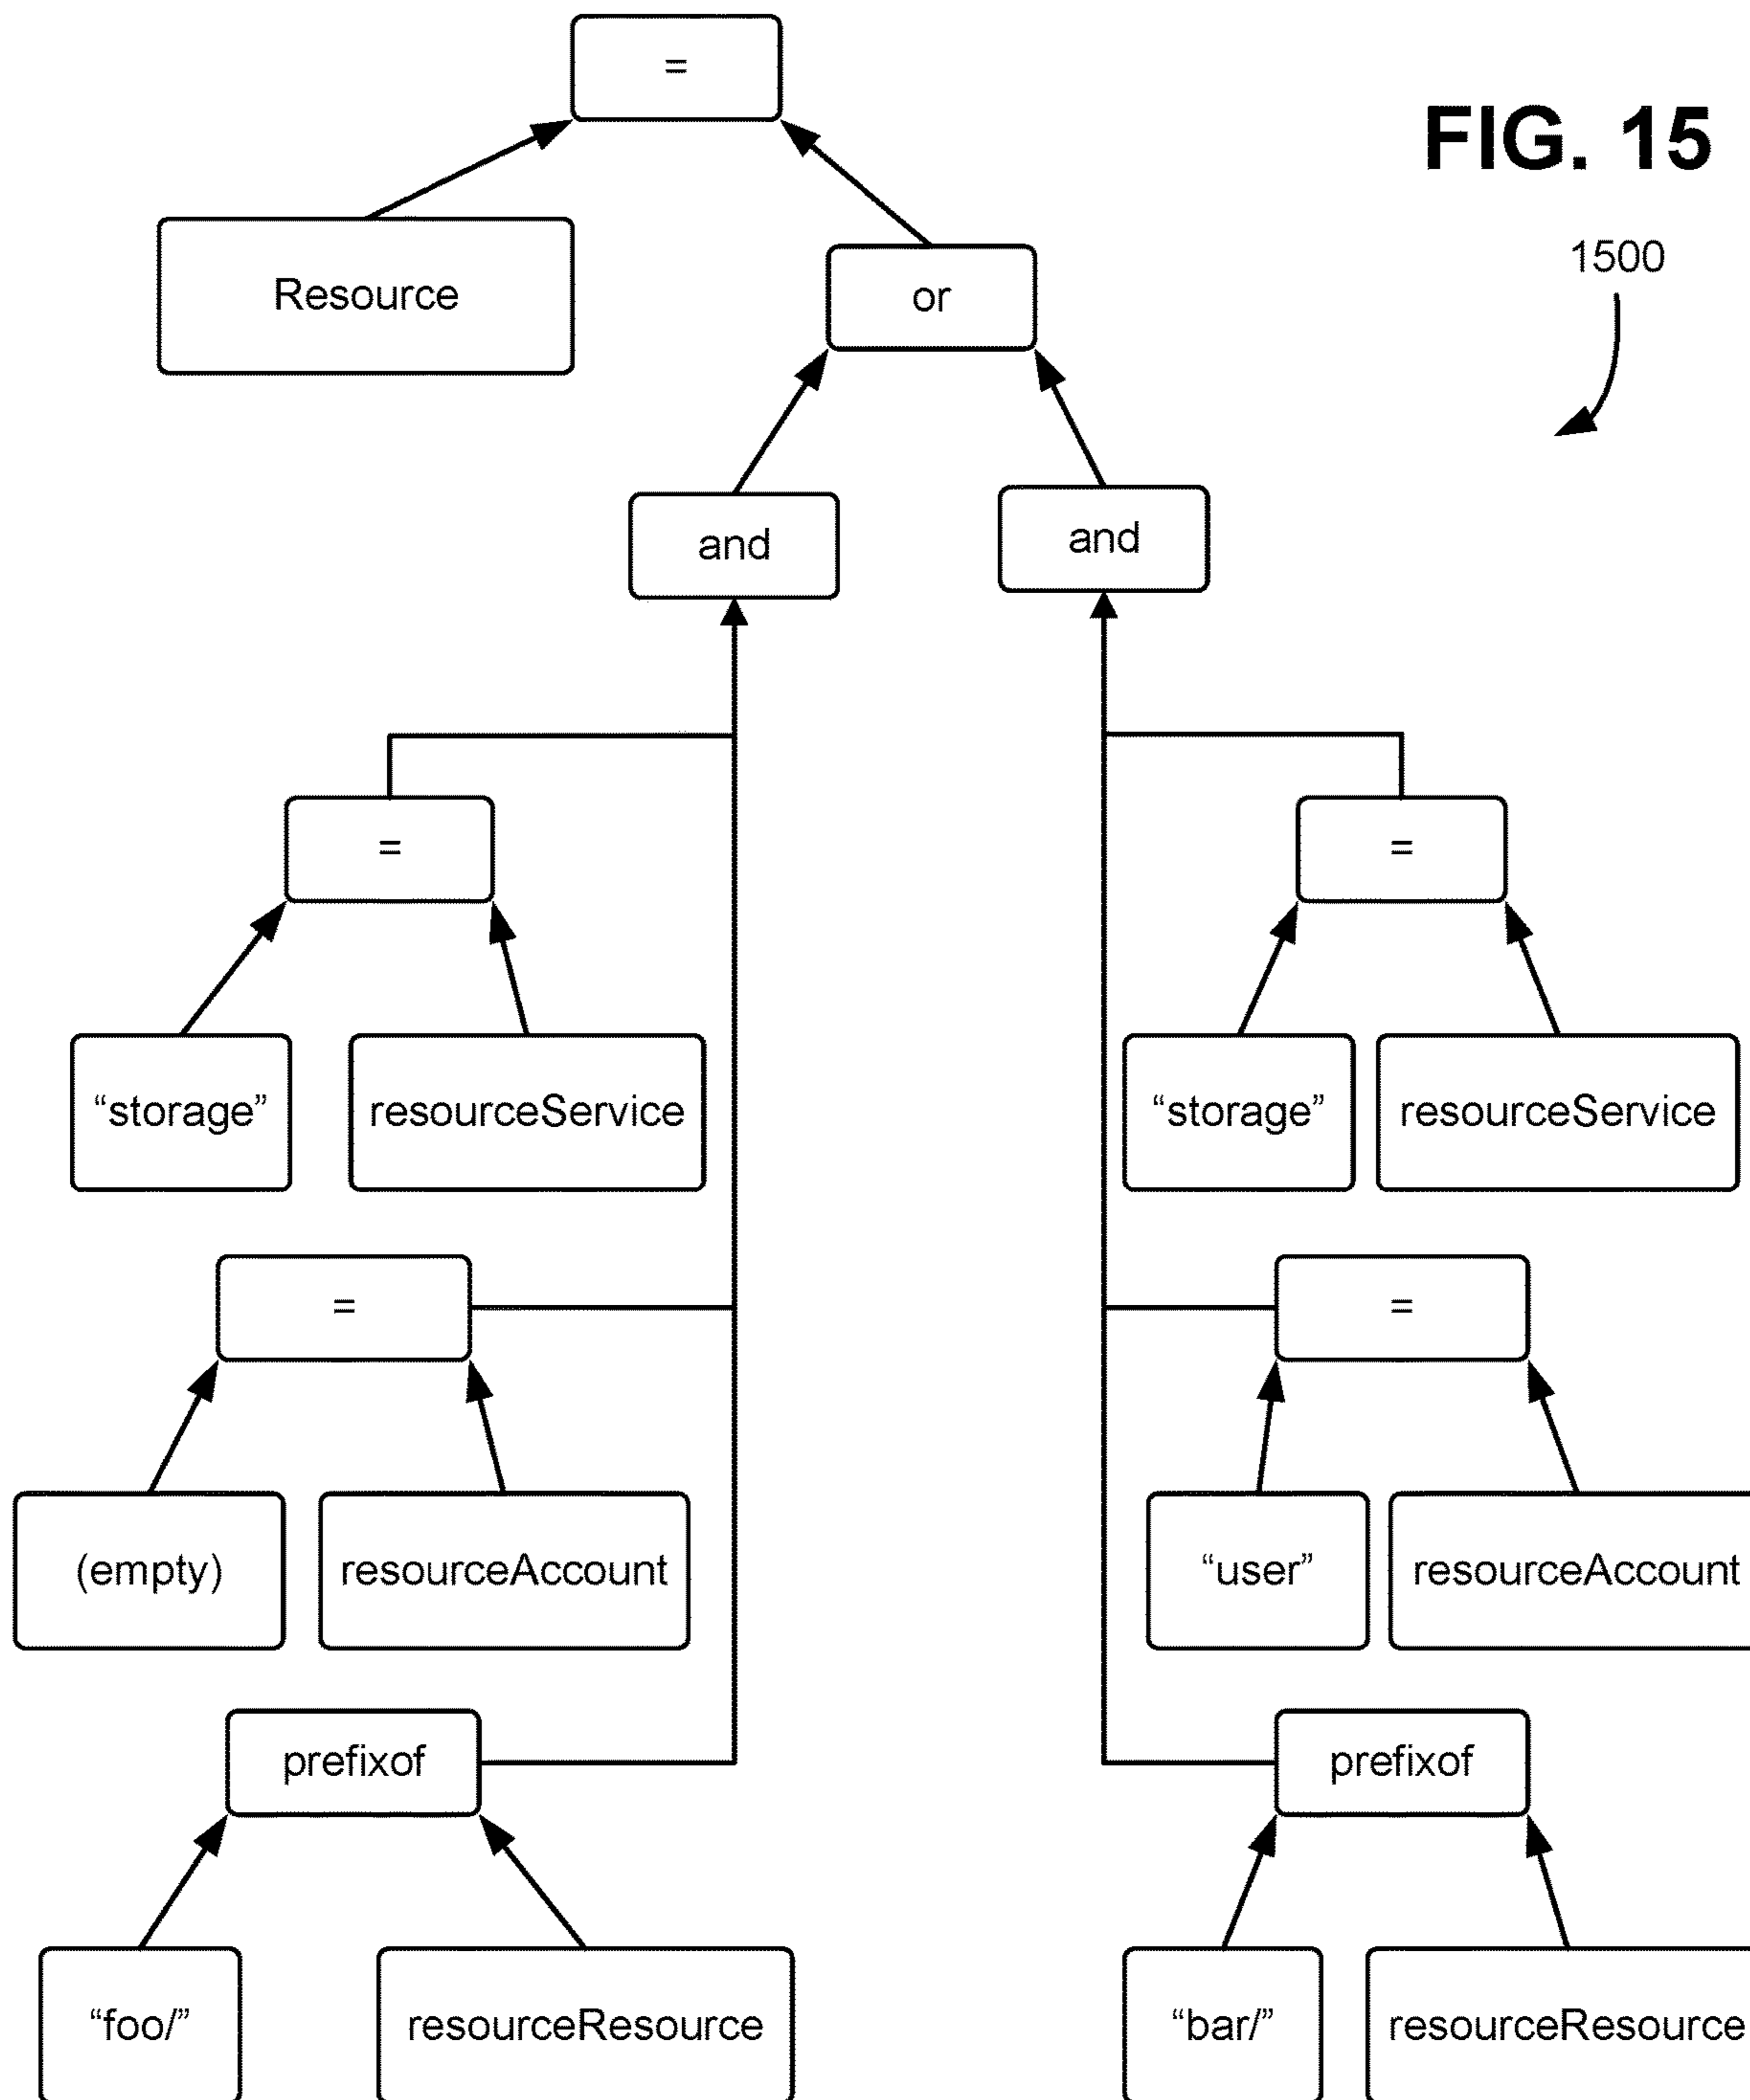 =
FIG. 15
1500
Resource
or
and
and
=
=
“storage”
resourceService
“storage”
resourceService
=
=
(empty)
resourceAccount
“user”
resourceAccount
prefixof
prefixof
“foo/”
resourceResource
“bar/”
resourceResource